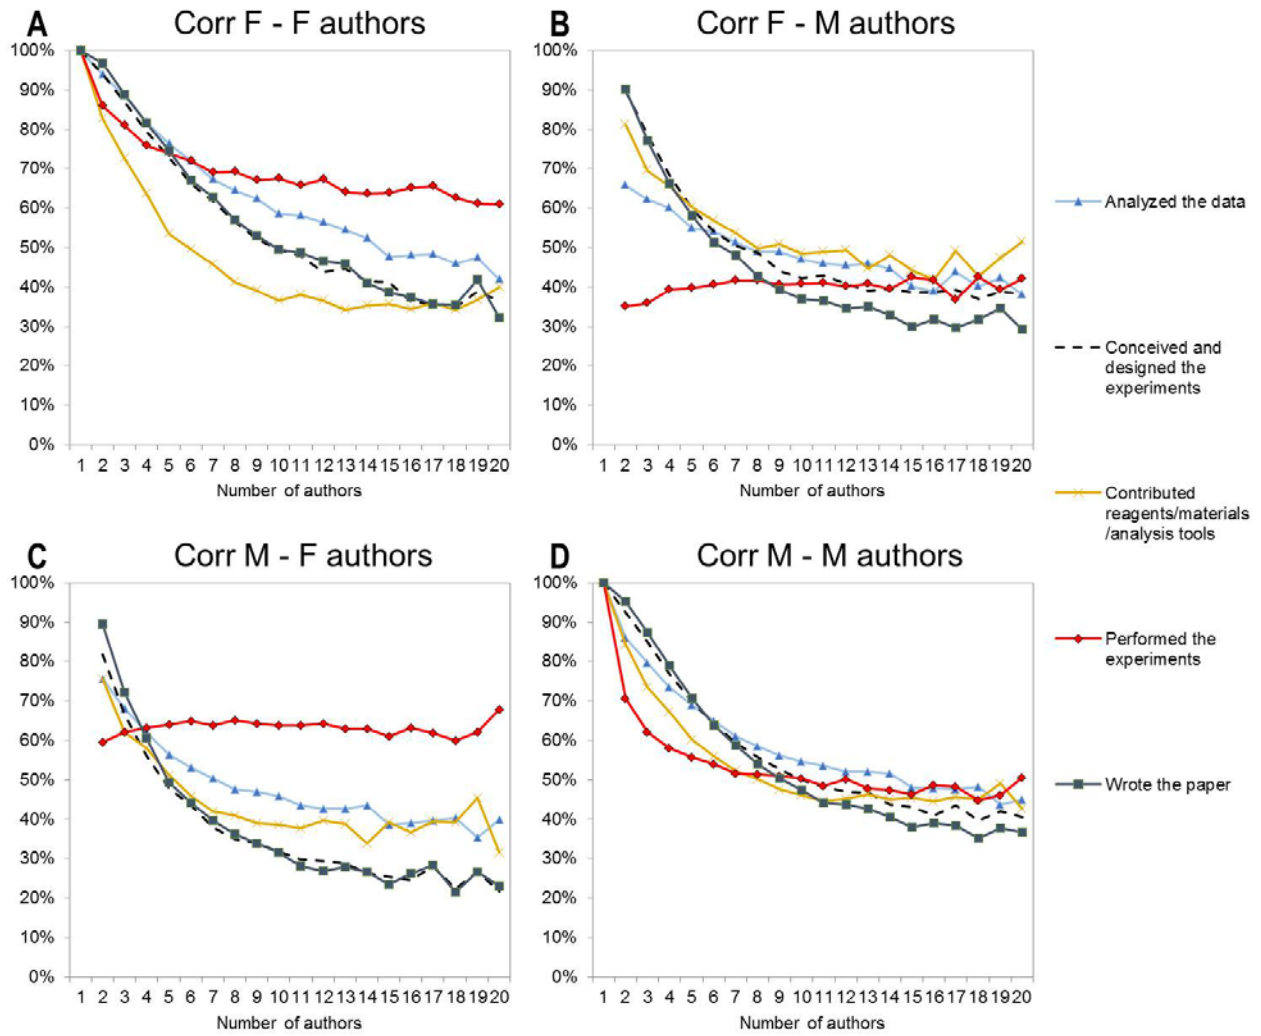 A Corr F - F authors
100%
90%
80%
70%
60%
50%
40%
30%
20%
10%
0%
1 2 3 4 5 6 7 8 9 10 11 12 13 14 15 16 17 18 19 20
Number of authors
B Corr F - M authors
100%
90%
80%
70%
60%
50%
40%
30%
20%
10%
0%
1 2 3 4 5 6 7 8 9 10 11 12 13 14 15 16 17 18 19 20
Number of authors
C Corr M - F authors
100%
90%
80%
70%
60%
50%
40%
30%
20%
10%
0%
1 2 3 4 5 6 7 8 9 10 11 12 13 14 15 16 17 18 19 20
Number of authors
D Corr M - M authors
100%
90%
80%
70%
60%
50%
40%
30%
20%
10%
0%
1 2 3 4 5 6 7 8 9 10 11 12 13 14 15 16 17 18 19 20
Number of authors
Analyzed the data
Conceived and
designed the
experiments
Contributed
reagents/materials
/analysis tools
Performed the
experiments
Wrote the paper